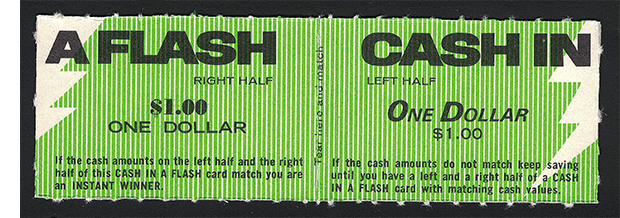 A FLASH
RIGHT HALF
$1.00
ONE DOLLAR
If the cash amounts on the left half and the right
half of this CASH IN A FLASH card match you are
an INSTANT WINNER.
Tear here and match
CASH IN
LEFT HALF
ONE DOLLAR
$1.00
If the cash amounts do not match keep saving
until you have a left and a right half of a CASH
IN A FLASH card with matching cash values.